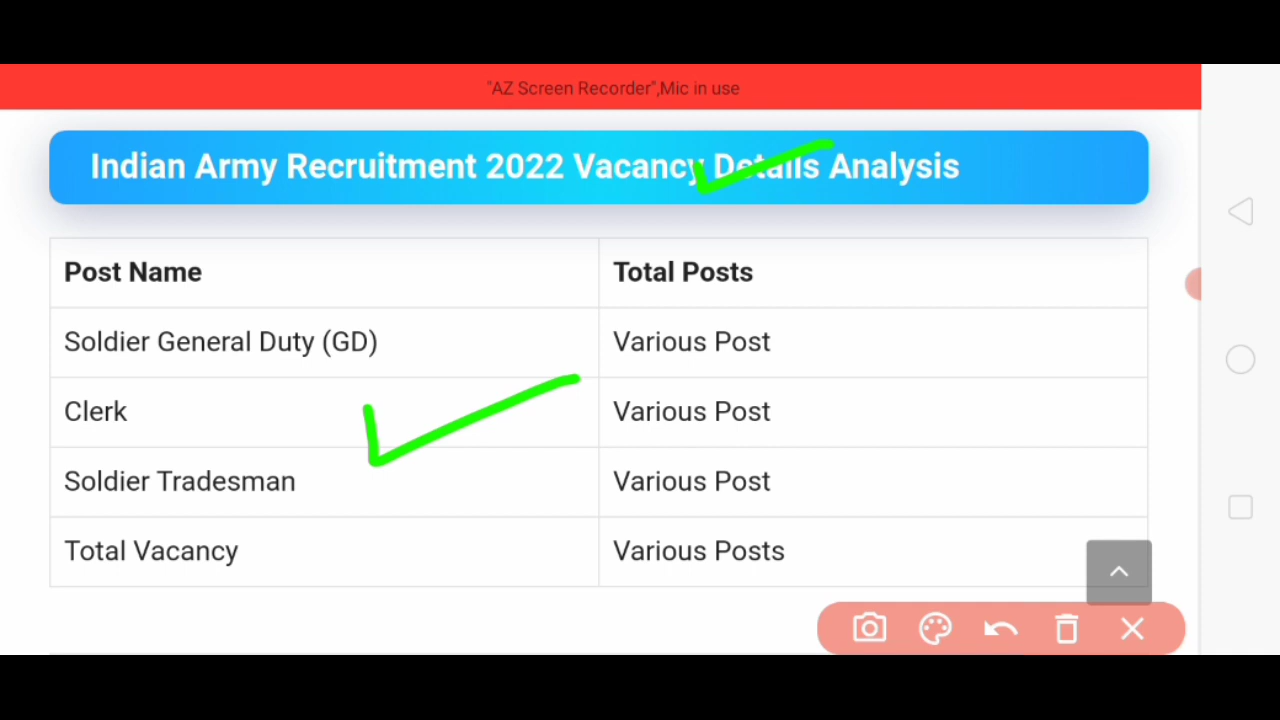 "AZ Screen Recorder",Mic in use
Indian Army Recruitment 2022 Vacancy Details Analysis
Post Name Total Posts
Soldier General Duty (GD) Various Post
Clerk Various Post
Soldier Tradesman Various Post
Total Vacancy Various Posts